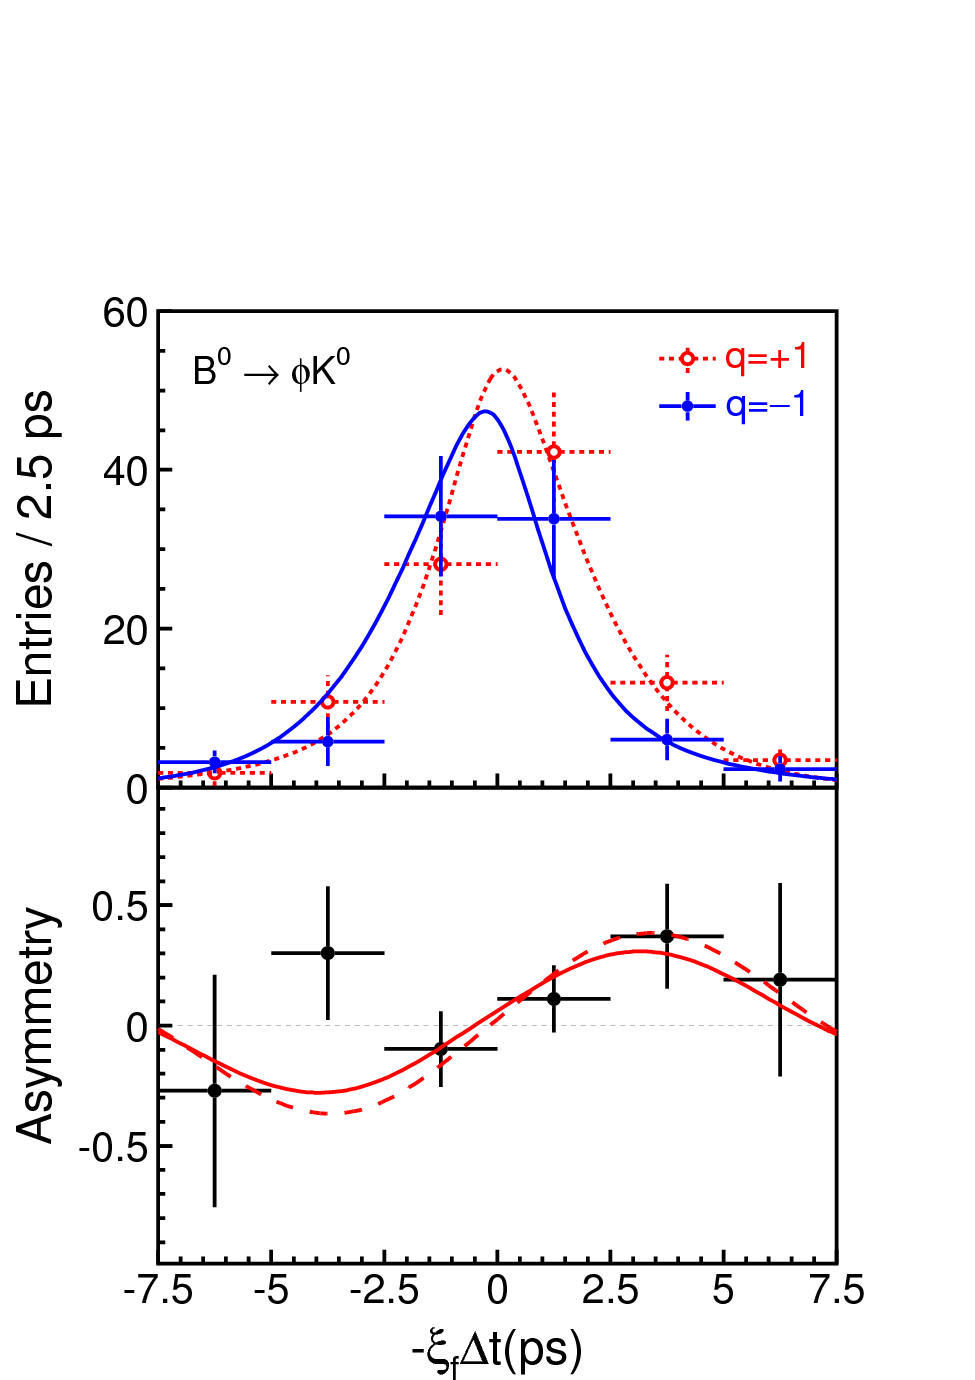 60
B⁰ → ϕK⁰
q=+1
q=−1
40
20
0
Entries / 2.5 ps
0.5
0
-0.5
Asymmetry
-7.5 -5 -2.5 0 2.5 5 7.5
-ξfΔt(ps)